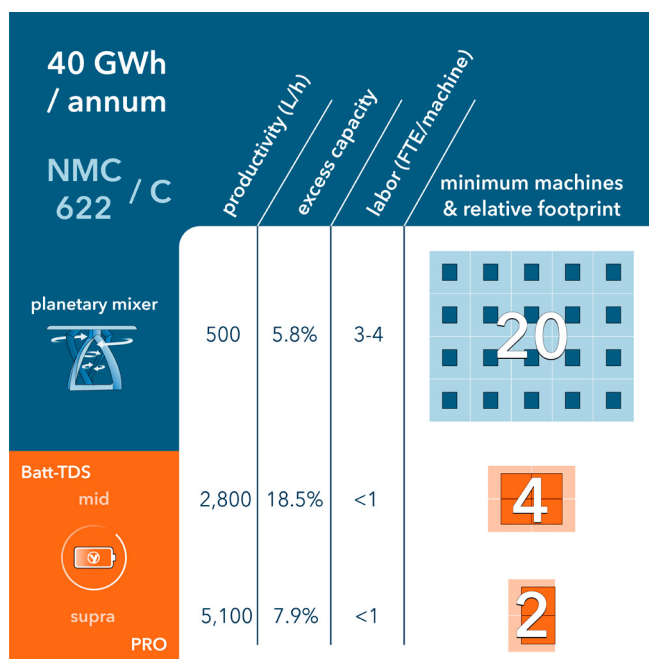 40 GWh
/ annum
NMC
622 / C
productivity (L/h)
excess capacity
labor (FTE/machine)
minimum machines
& relative footprint
planetary mixer
500 5.8% 3-4 20
Batt-TDS
mid
2,800 18.5% <1 4
supra
5,100 7.9% <1 2
PRO